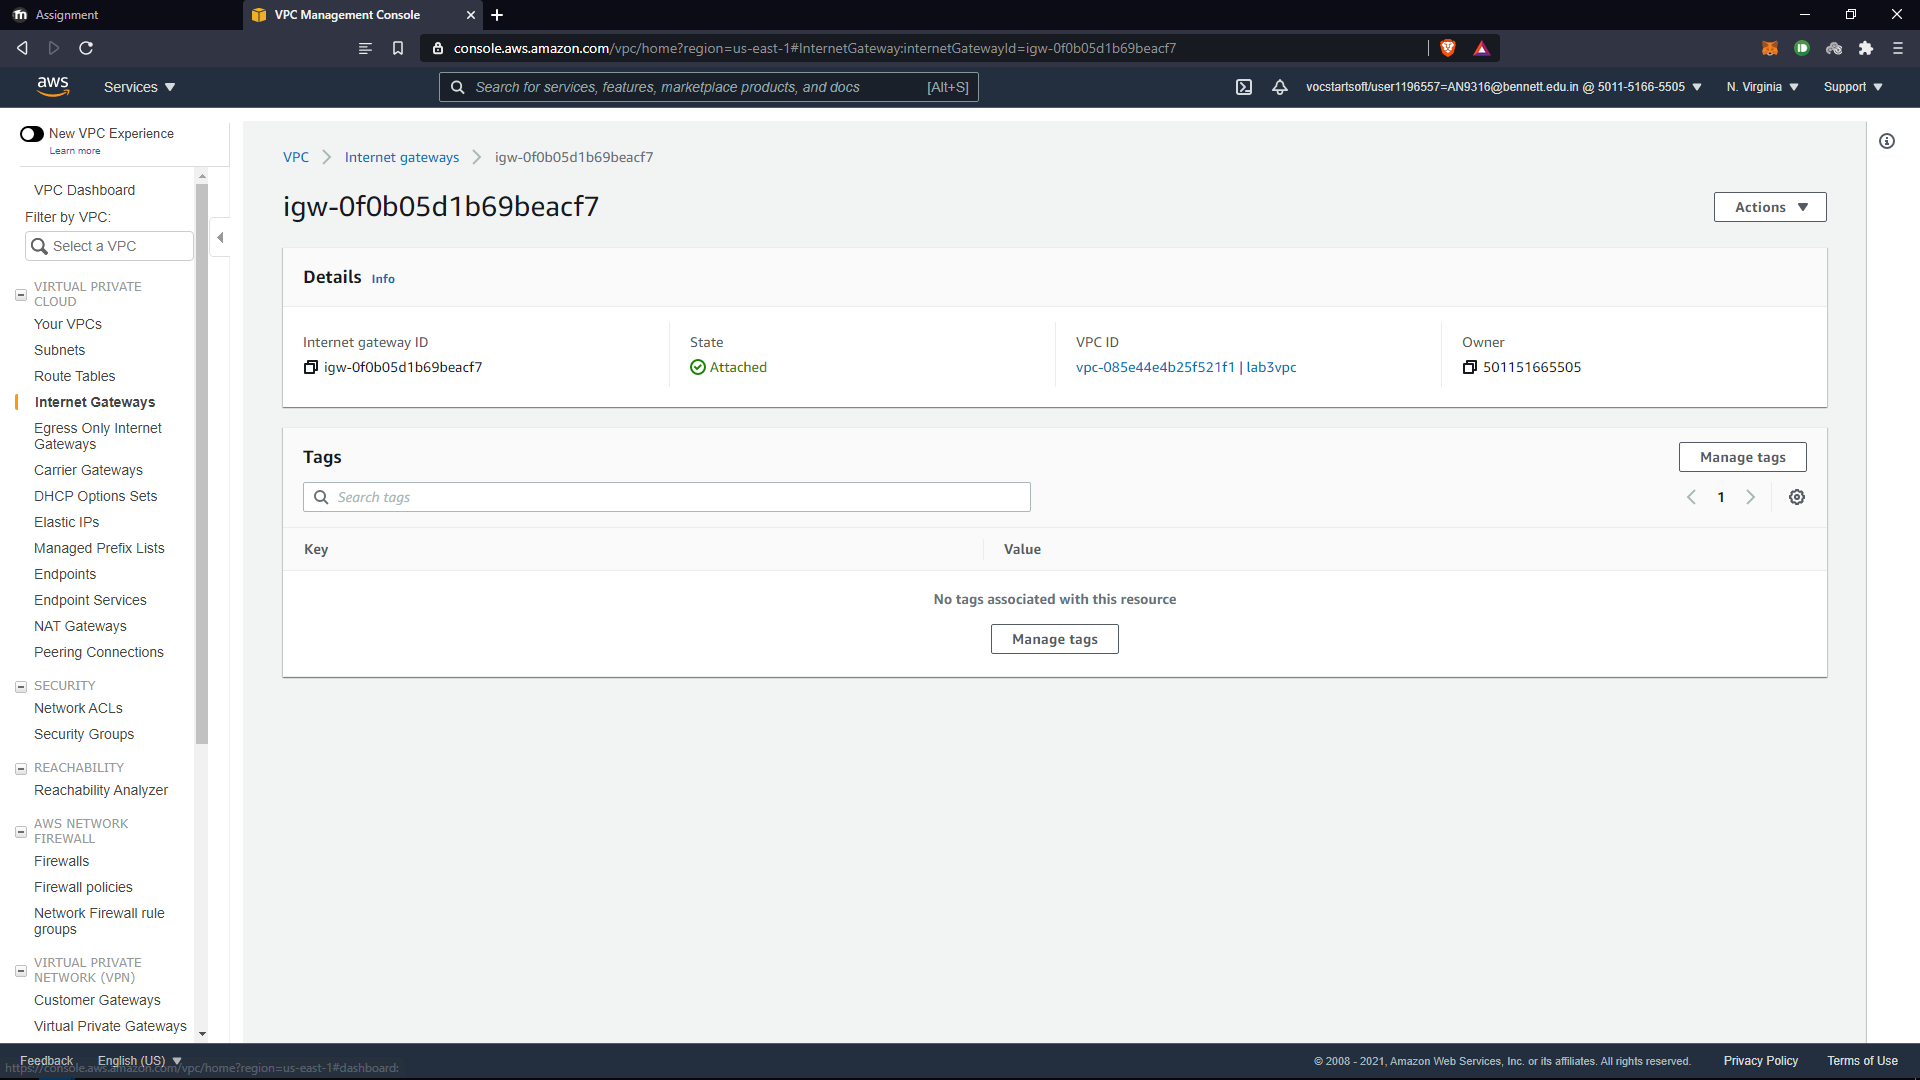 Assignment
VPC Management Console
console.aws.amazon.com/vpc/home?region=us-east-1#InternetGateway:internetGatewayId=igw-0f0b05d1b69beacf7
aws
Services
Search for services, features, marketplace products, and docs
[Alt+S]
vocstartsoft/user1196557=AN9316@bennett.edu.in @ 5011-5166-5505
N. Virginia
Support
New VPC Experience
Learn more
VPC Dashboard
Filter by VPC:
Select a VPC
VIRTUAL PRIVATE
CLOUD
Your VPCs
Subnets
Route Tables
Internet Gateways
Egress Only Internet
Gateways
Carrier Gateways
DHCP Options Sets
Elastic IPs
Managed Prefix Lists
Endpoints
Endpoint Services
NAT Gateways
Peering Connections
SECURITY
Network ACLs
Security Groups
REACHABILITY
Reachability Analyzer
AWS NETWORK
FIREWALL
Firewalls
Firewall policies
Network Firewall rule
groups
VIRTUAL PRIVATE
NETWORK (VPN)
Customer Gateways
Virtual Private Gateways
VPC
Internet gateways
igw-0f0b05d1b69beacf7
igw-0f0b05d1b69beacf7
Actions
Details Info
Internet gateway ID
igw-0f0b05d1b69beacf7
State
Attached
VPC ID
vpc-085e44e4b25f521f1 | lab3vpc
Owner
501151665505
Tags
Manage tags
Search tags
1
Key
Value
No tags associated with this resource
Manage tags
Feedback
English (US)
https://console.aws.amazon.com/vpc/home?region=us-east-1#dashboard:
© 2008 - 2021, Amazon Web Services, Inc. or its affiliates. All rights reserved.
Privacy Policy
Terms of Use